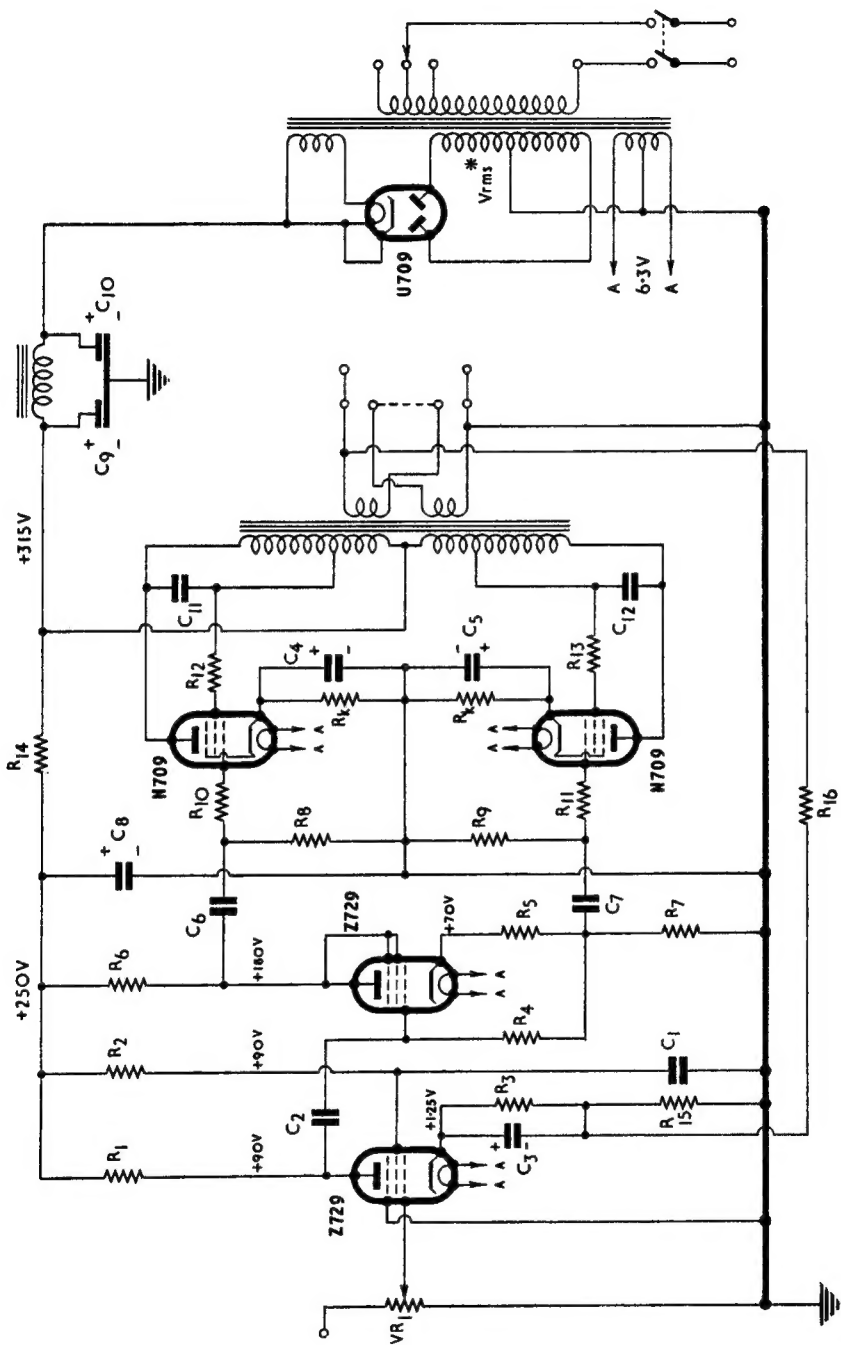 +250V
+315V
R1
R2
R6
C8
+
-
R14
C9
+
-
C10
+
-
+90V
+90V
+180V
C6
N709
R12
C11
U709
*
Vrms
C2
Z729
R10
R8
Rk
C4
+
-
A
A
A
6·3V
A
Z729
+1·25V
+70V
A
A
R4
R5
C7
R9
R11
Rk
C5
-
+
A
A
R13
C12
N709
VR1
A
A
C3
+
-
R3
R15
C1
R7
R16